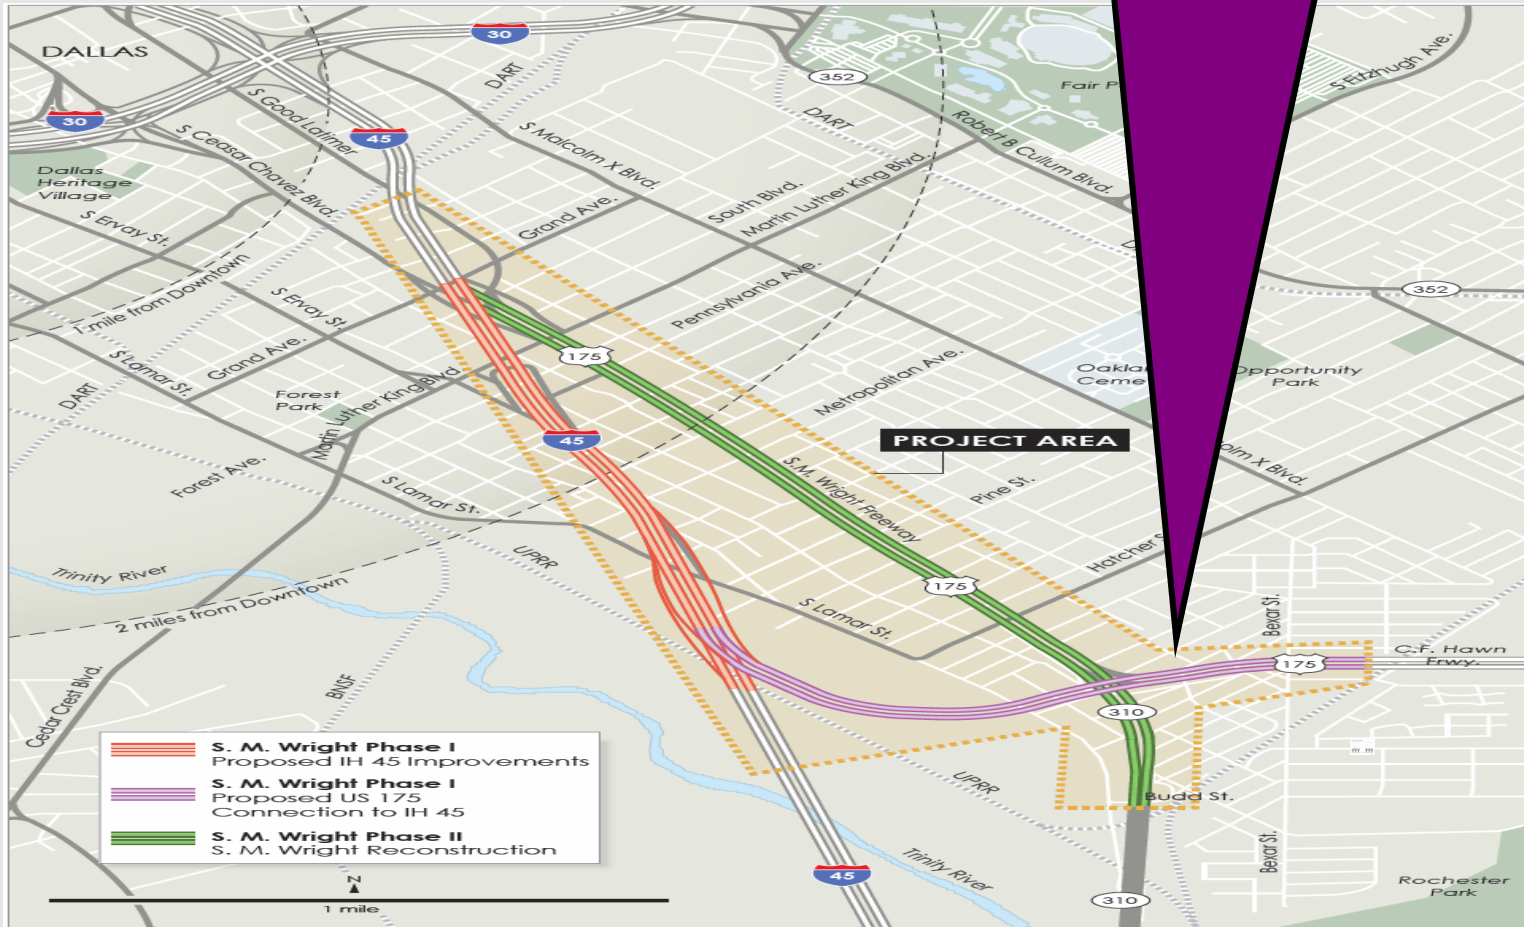 DALLAS
30
30
45
352
Fair P
S Fitzhugh Ave.
DART
DART
S Good Latimer
S Ceasar Chavez Blvd.
S Malcolm X Blvd.
Robert B Cullum Blvd.
Dallas
Heritage
Village
S Ervay St.
Grand Ave.
South Blvd.
Martin Luther King Blvd.
D
352
1 mile from Downtown
S Ervay St.
Pennsylvania Ave.
S Lamar St.
Grand Ave.
175
DART
Forest
Park
Martin Luther King Blvd.
Metropolitan Ave.
Oakla
Ceme
Opportunity
Park
45
PROJECT AREA
olm X Blvd.
Forest Ave.
S Lamar St.
S.M. Wright Freeway
Pine St.
UPRR
Hatcher S
Trinity River
2 miles from Downtown
175
S Lamar St.
Bexar St.
C.F. Hawn
Frwy.
175
Cedar Crest Blvd.
BNSF
310
S. M. Wright Phase I
Proposed IH 45 Improvements
S. M. Wright Phase I
Proposed US 175
Connection to IH 45
S. M. Wright Phase II
S. M. Wright Reconstruction
UPRR
Budd St.
Bexar St.
45
Trinity River
310
Rochester
Park
N
1 mile